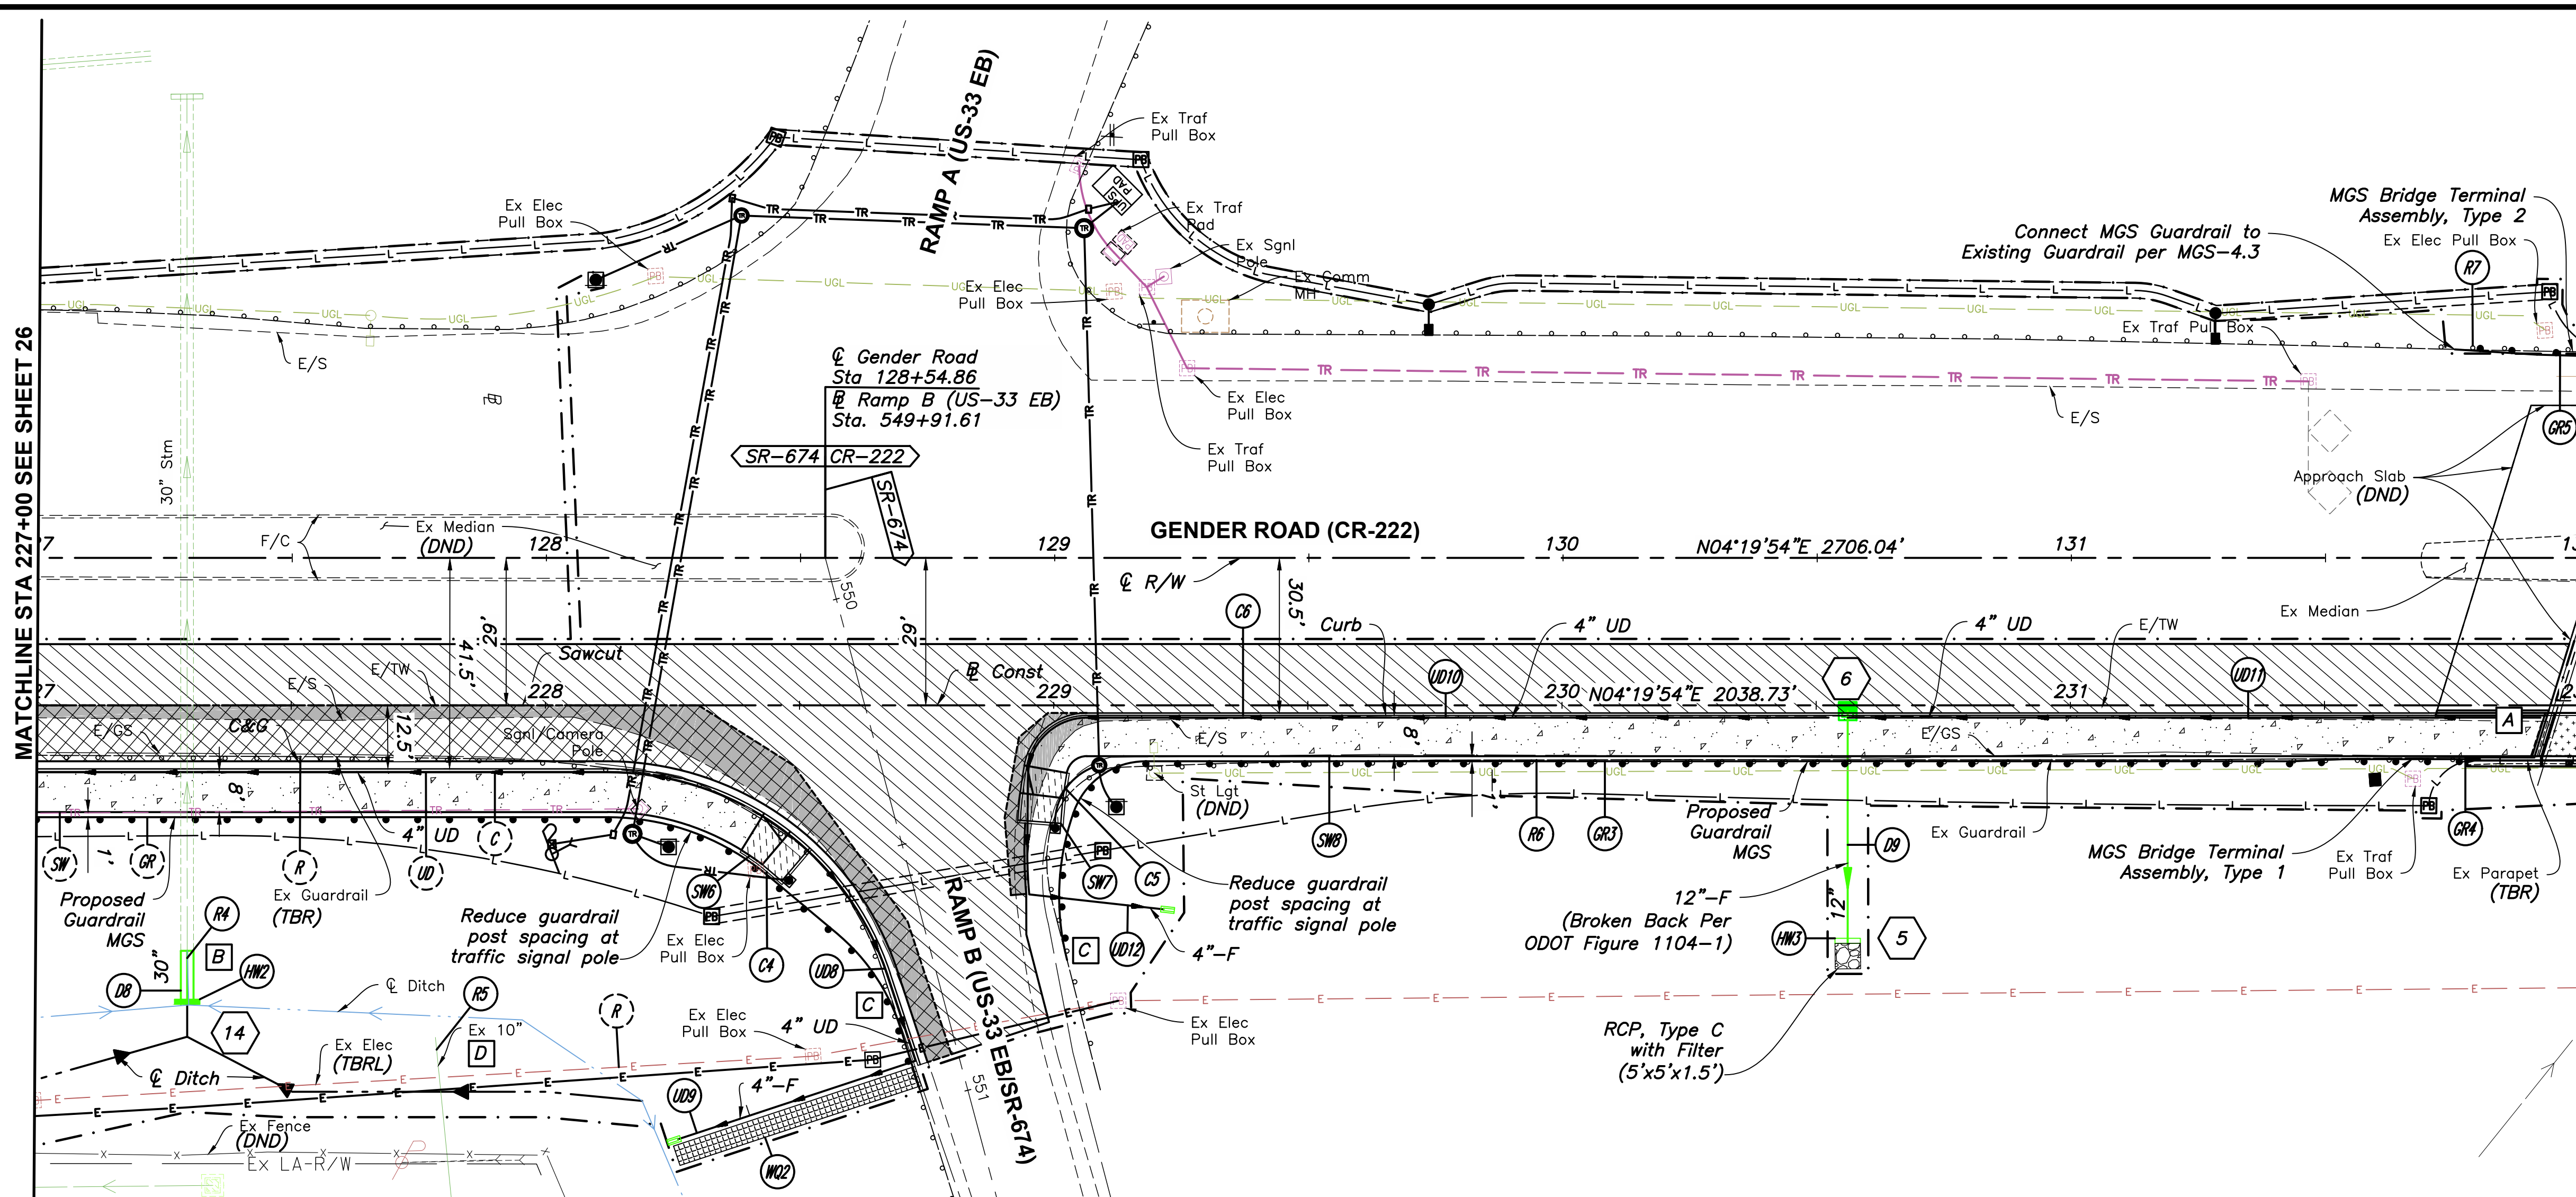 MATCHLINE STA 227+00 SEE SHEET 26
RAMP A (US-33 EB)
Ex Traf
Pull Box
PB
PB
UPS
PAD
Ex Elec
Pull Box
Ex Traf
Pad
Ex Sgnl
Pole
Ex Comm
MH
Ex Elec
Pull Box
MGS Bridge Terminal
Assembly, Type 2
Ex Elec Pull Box
Connect MGS Guardrail to
Existing Guardrail per MGS-4.3
R7
PB
Ex Traf Pull Box
E/S
30" Stm
℄ Gender Road
Sta 128+54.86
BL Ramp B (US-33 EB)
Sta. 549+91.61
SR-674 CR-222
SR-674
Ex Elec
Pull Box
Ex Traf
Pull Box
E/S
GR5
Approach Slab
(DND)
F/C
Ex Median
(DND)
128
129
GENDER ROAD (CR-222)
130
N04°19'54"E 2706.04'
131
℄ R/W
550
29'
41.5'
29'
30.5'
C6
Curb
4" UD
4" UD
E/TW
Ex Median
Sawcut
E/TW
E/S
BL Const
228
229
UD10
230
N04°19'54"E 2038.73'
6
231
UD11
A
E/GS
C&G
12.5'
Sgnl/Camera
Pole
E/S
8'
E/GS
8'
4" UD
1'
SW
GR
R
UD
C
St Lgt
(DND)
SW8
R6
GR3
Proposed
Guardrail
MGS
D9
Ex Guardrail
GR4
MGS Bridge Terminal
Assembly, Type 1
Ex Traf
Pull Box
Ex Parapet
(TBR)
Proposed
Guardrail
MGS
Ex Guardrail
(TBR)
SW6
SW7
C5
Reduce guardrail
post spacing at
traffic signal pole
Reduce guardrail
post spacing at
traffic signal pole
Ex Elec
Pull Box
C4
UD8
C
RAMP B (US-33 EB/SR-674)
C
UD12
4"-F
12"-F
(Broken Back Per
ODOT Figure 1104-1)
12"
HW3
5
R4
B
30"
D8
HW2
℄ Ditch
R5
R
Ex 10"
D
14
Ex Elec
(TBRL)
℄ Ditch
Ex Elec
Pull Box
4" UD
PB
Ex Elec
Pull Box
RCP, Type C
with Filter
(5'x5'x1.5')
4"-F
UD9
551
WQ2
Ex Fence
(DND)
Ex LA-R/W